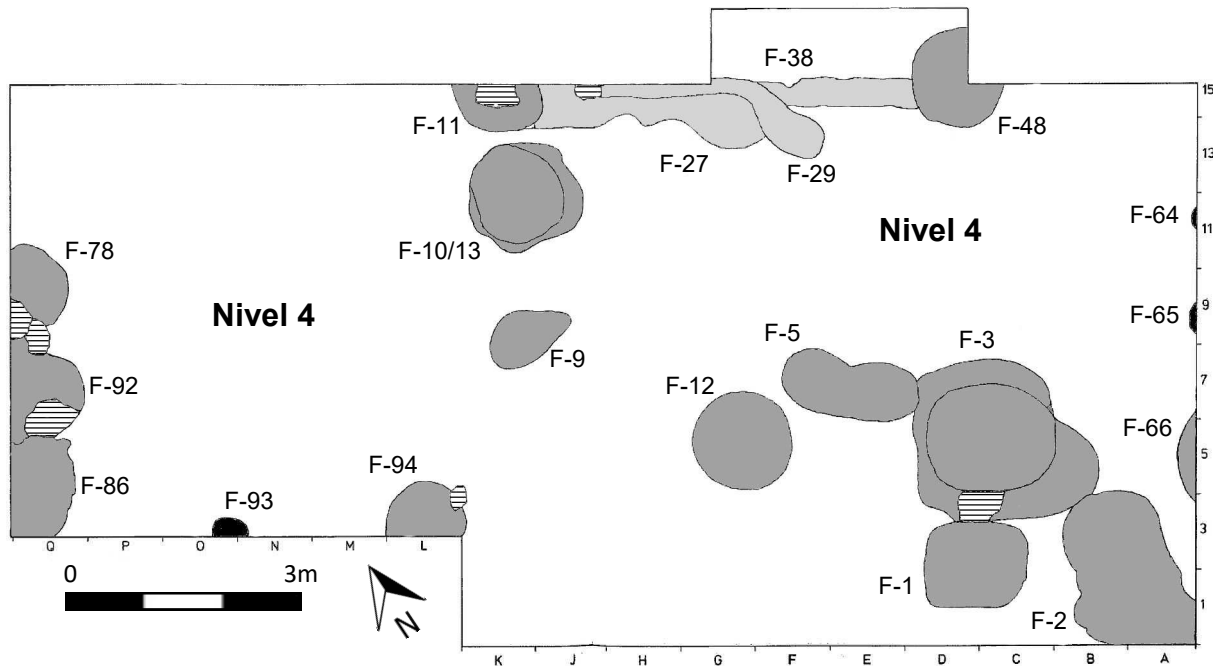 F-38
15
F-11
F-48
F-27
F-29
13
F-64
Nivel 4
11
F-10/13
F-78
F-65
9
Nivel 4
F-5
F-3
F-9
F-92
F-12
7
F-66
5
F-94
F-86
F-93
3
Q P O N M L
0 3m
F-1
N
F-2
1
K J H G F E D C B A